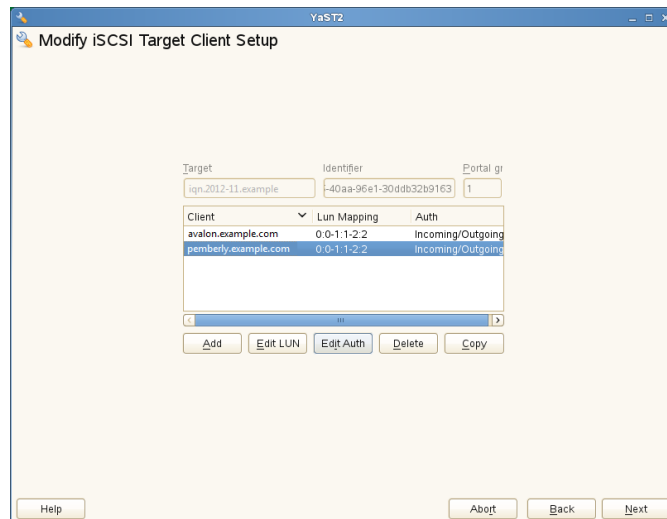 YaST2
Modify iSCSI Target Client Setup
Target Identifier Portal gr
iqn.2012-11.example -40aa-96e1-30ddb32b9163 1
Client Lun Mapping Auth
avalon.example.com 0:0-1:1-2:2 Incoming/Outgoing
pemberly.example.com 0:0-1:1-2:2 Incoming/Outgoing
Add Edit LUN Edit Auth Delete Copy
Help Abort Back Next